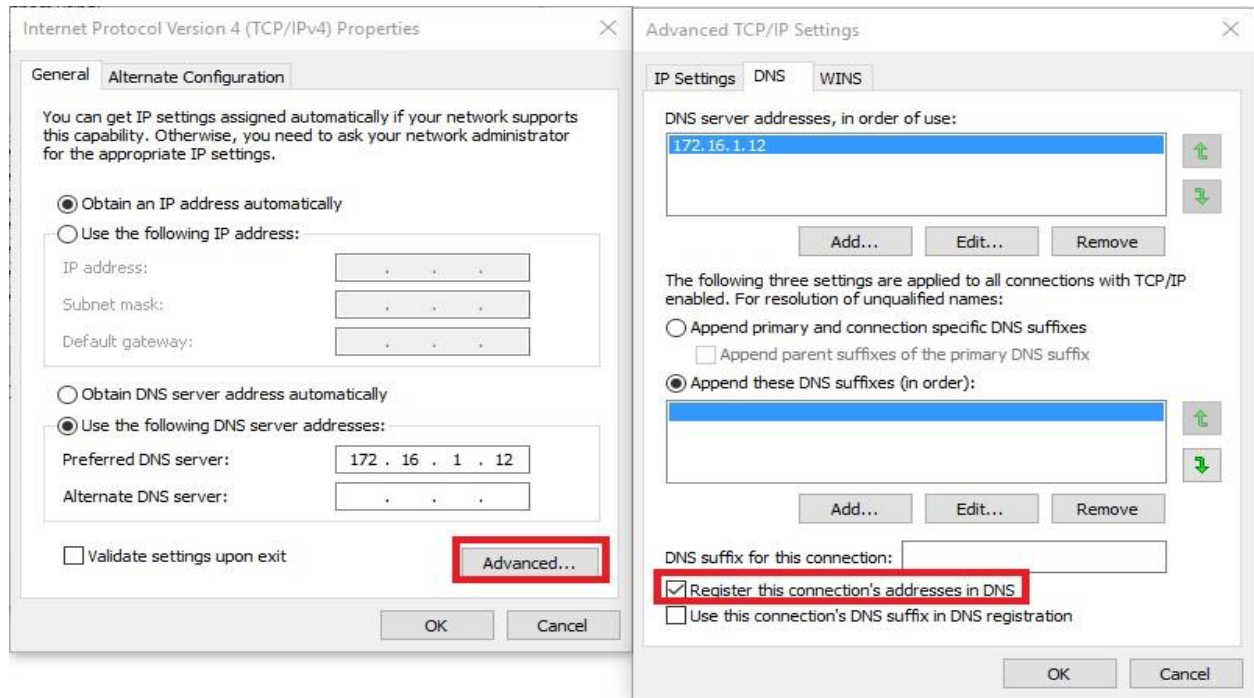 Internet Protocol Version 4 (TCP/IPv4) Properties
General
Alternate Configuration
You can get IP settings assigned automatically if your network supports
this capability. Otherwise, you need to ask your network administrator
for the appropriate IP settings.
Obtain an IP address automatically
Use the following IP address:
IP address:
. . .
Subnet mask:
. . .
Default gateway:
. . .
Obtain DNS server address automatically
Use the following DNS server addresses:
Preferred DNS server:
172 . 16 . 1 . 12
Alternate DNS server:
. . .
Validate settings upon exit
Advanced...
OK
Cancel
Advanced TCP/IP Settings
IP Settings
DNS
WINS
DNS server addresses, in order of use:
172.16.1.12
Add...
Edit...
Remove
The following three settings are applied to all connections with TCP/IP
enabled. For resolution of unqualified names:
Append primary and connection specific DNS suffixes
Append parent suffixes of the primary DNS suffix
Append these DNS suffixes (in order):
Add...
Edit...
Remove
DNS suffix for this connection:
Register this connection's addresses in DNS
Use this connection's DNS suffix in DNS registration
OK
Cancel